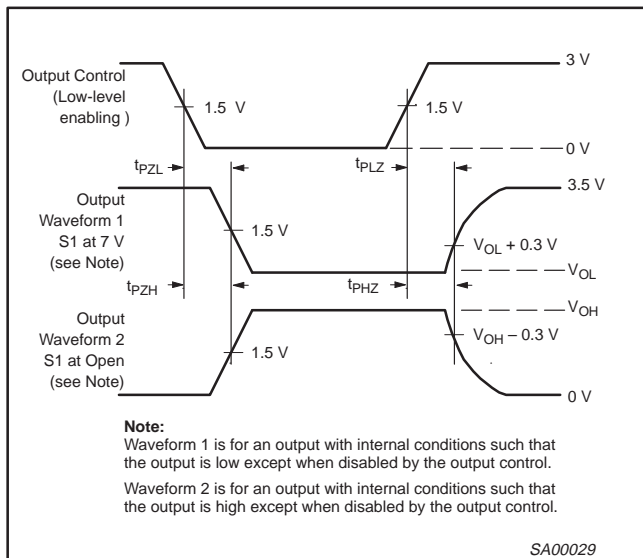 Output Control
(Low-level
enabling )
1.5 V
1.5 V
3 V
0 V
tPZL
tPLZ
Output
Waveform 1
S1 at 7 V
(see Note)
1.5 V
3.5 V
VOL + 0.3 V
VOL
tPZH
tPHZ
Output
Waveform 2
S1 at Open
(see Note)
1.5 V
VOH
VOH – 0.3 V
0 V
Note:
Waveform 1 is for an output with internal conditions such that
the output is low except when disabled by the output control.
Waveform 2 is for an output with internal conditions such that
the output is high except when disabled by the output control.
SA00029